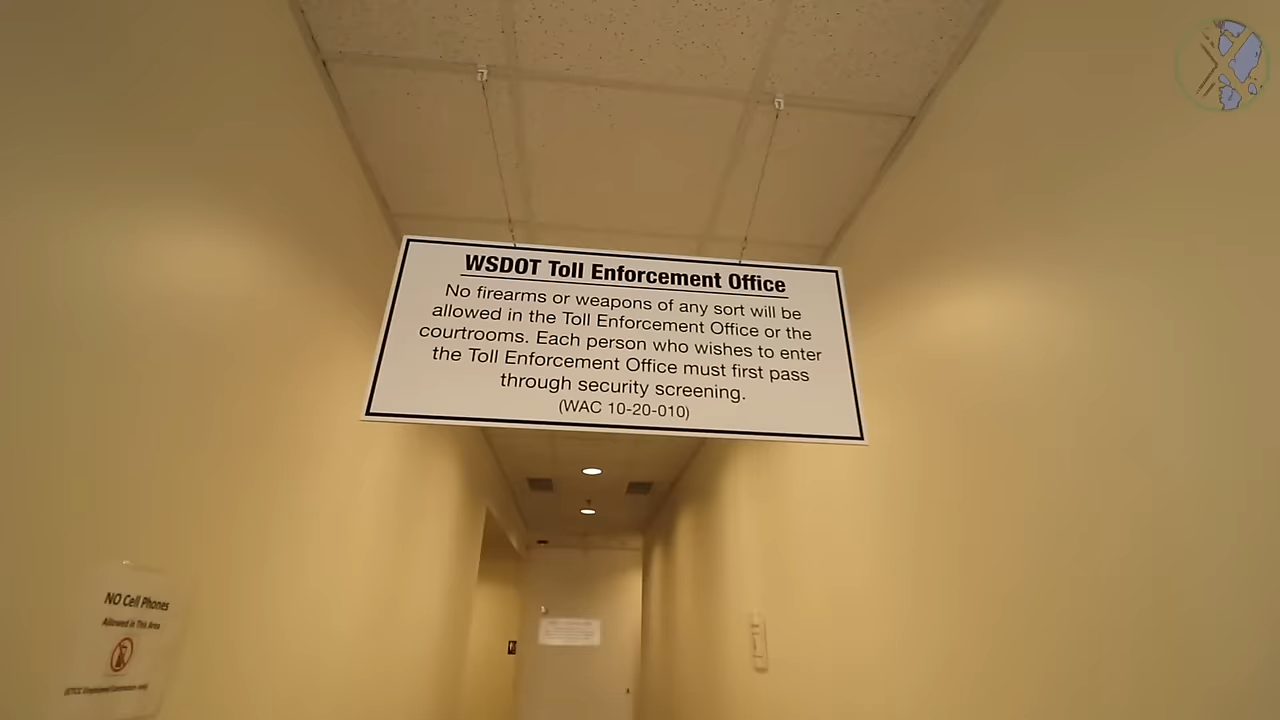 WSDOT Toll Enforcement Office
No firearms or weapons of any sort will be
allowed in the Toll Enforcement Office or the
courtrooms. Each person who wishes to enter
the Toll Enforcement Office must first pass
through security screening.
(WAC 10-20-010)
NO Cell Phones
Allowed in This Area